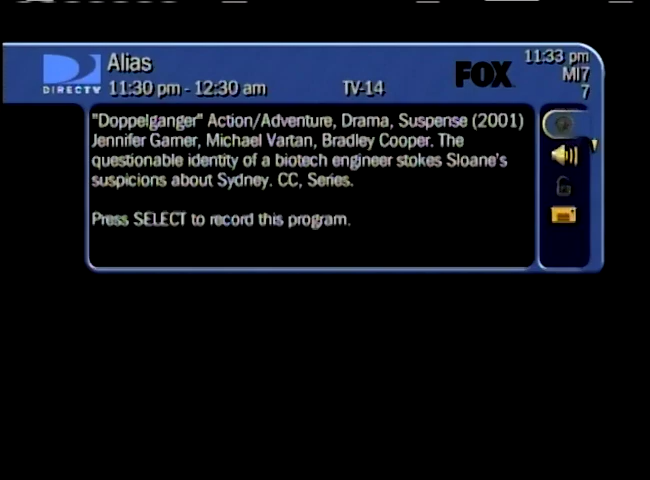 Alias
11:30 pm - 12:30 am
TV-14
FOX
11:33 pm
MI7
7
DIRECTV
"Doppelganger" Action/Adventure, Drama, Suspense (2001)
Jennifer Garner, Michael Vartan, Bradley Cooper. The
questionable identity of a biotech engineer stokes Sloane's
suspicions about Sydney. CC, Series.
Press SELECT to record this program.